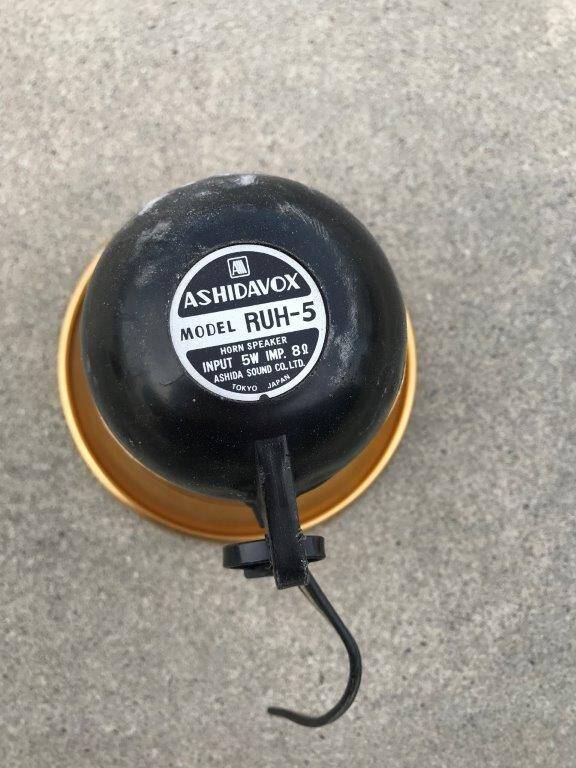 ASHIDAVOX
MODEL RUH-5
HORN SPEAKER
INPUT 5W IMP. 8Ω
ASHIDA SOUND CO., LTD.
TOKYO JAPAN